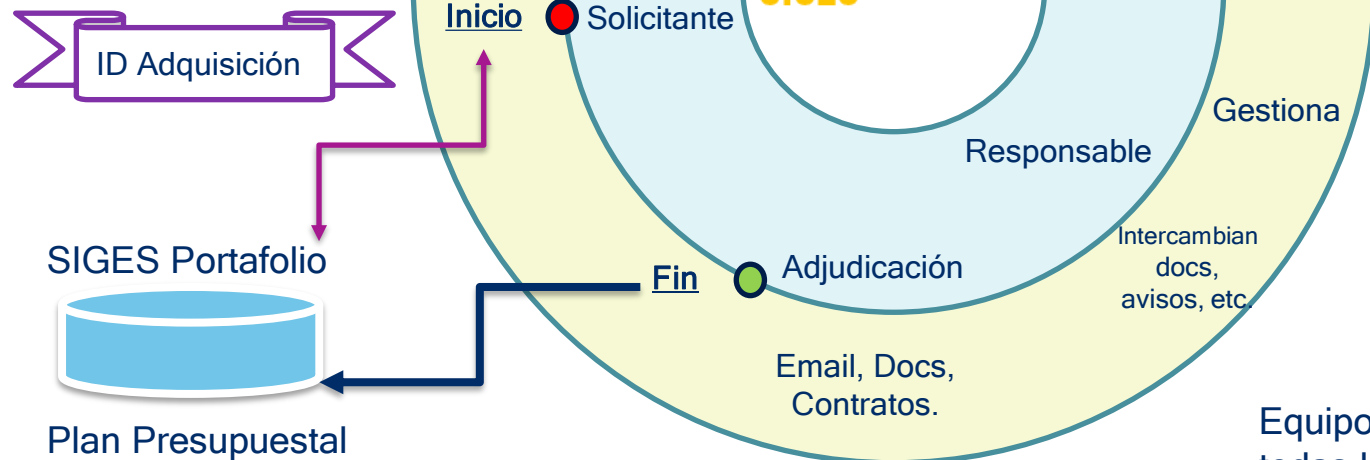 Inicio
Solicitante
ID Adquisición
Gestiona
Responsable
Intercambian
docs,
avisos, etc.
SIGES Portafolio
Adjudicación
Fin
Email, Docs,
Contratos.
Plan Presupuestal
Equipo